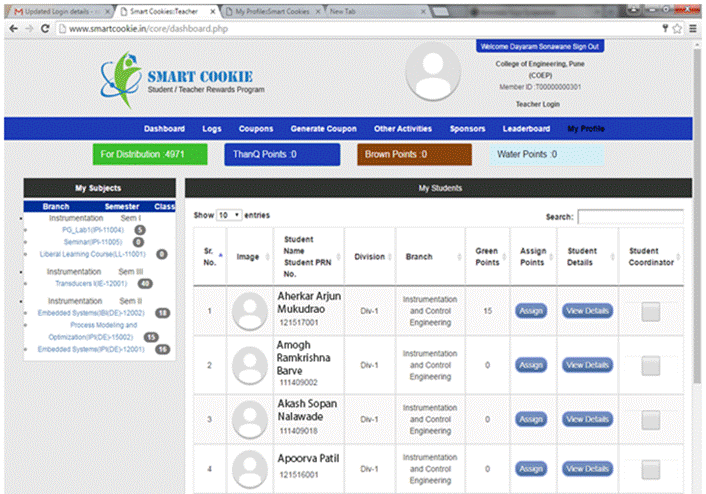 Updated Login details - n
Smart Cookies:Teacher
My Profile:Smart Cookies
New Tab
www.smartcookie.in/core/dashboard.php
Welcome Dayaram Sonawane Sign Out
College of Engineering, Pune
(COEP)
Member ID :T00000000301
Teacher Login
SMART COOKIE
Student / Teacher Rewards Program
Dashboard Logs Coupons Generate Coupon Other Activities Sponsors Leaderboard My Profile
For Distribution :4971 ThanQ Points :0 Brown Points :0 Water Points :0
My Subjects
Branch Semester Class
Instrumentation Sem I
PG_Lab1(IPI-11004) 5
Seminar(IPI-11005) 0
Liberal Learning Course(LL-11001) 0
Instrumentation Sem III
Transducers I(IE-12001) 40
Instrumentation Sem II
Embedded Systems(IBI(DE)-12002) 18
Process Modeling and
Optimization(IPI(DE)-15002) 15
Embedded Systems(IPI(DE)-12001) 16
My Students
Show 10 entries Search:
Sr. No. Image Student Name Student PRN No. Division Branch Green Points Assign Points Student Details Student Coordinator
1 Aherkar Arjun Mukudrao 121517001 Div-1 Instrumentation and Control Engineering 15 Assign View Details
2 Amogh Ramkrishna Barve 111409002 Div-1 Instrumentation and Control Engineering 0 Assign View Details
3 Akash Sopan Nalawade 111409018 Div-1 Instrumentation and Control Engineering 0 Assign View Details
4 Apoorva Patil 121516001 Div-1 Instrumentation and Control Engineering 0 Assign View Details